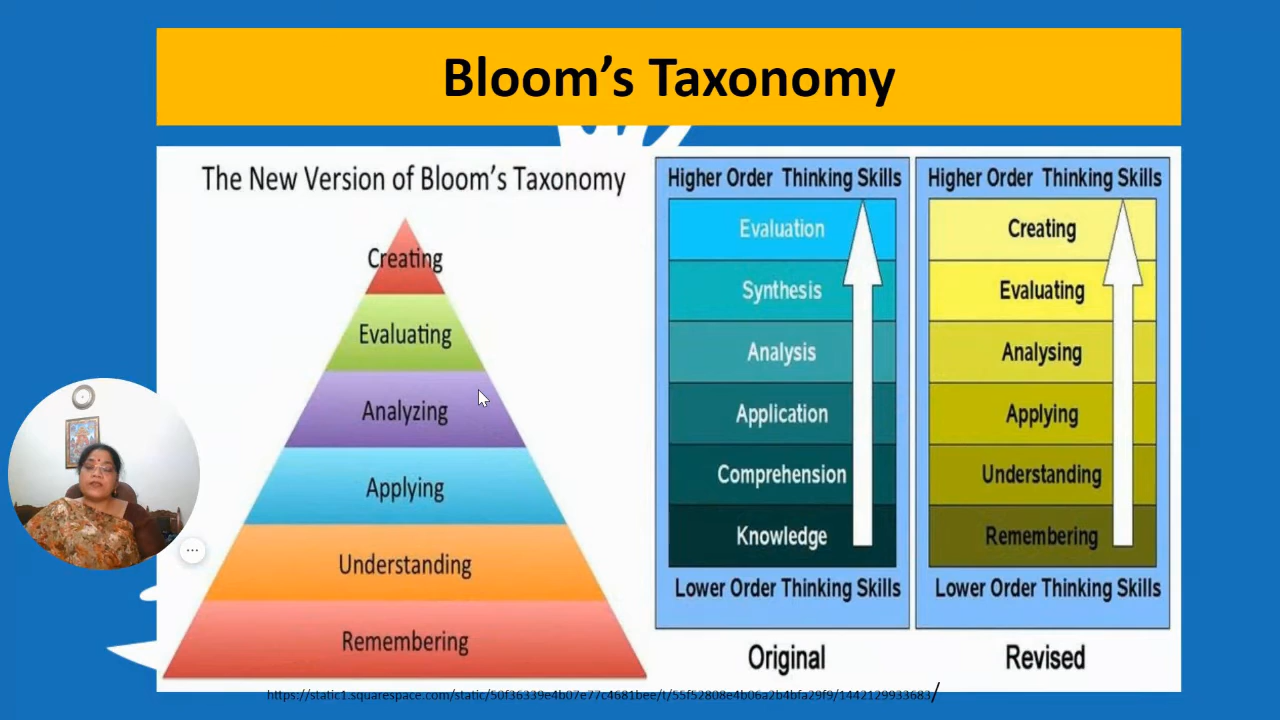 Bloom’s Taxonomy
The New Version of Bloom’s Taxonomy
Creating
Evaluating
Analyzing
Applying
Understanding
Remembering
Higher Order Thinking Skills
Evaluation
Synthesis
Analysis
Application
Comprehension
Knowledge
Lower Order Thinking Skills
Original
Higher Order Thinking Skills
Creating
Evaluating
Analysing
Applying
Understanding
Remembering
Lower Order Thinking Skills
Revised
https://static1.squarespace.com/static/50f36339e4b07e77c4681bee/t/55f52808e4b06a2b4bfa29f9/1442129933683/